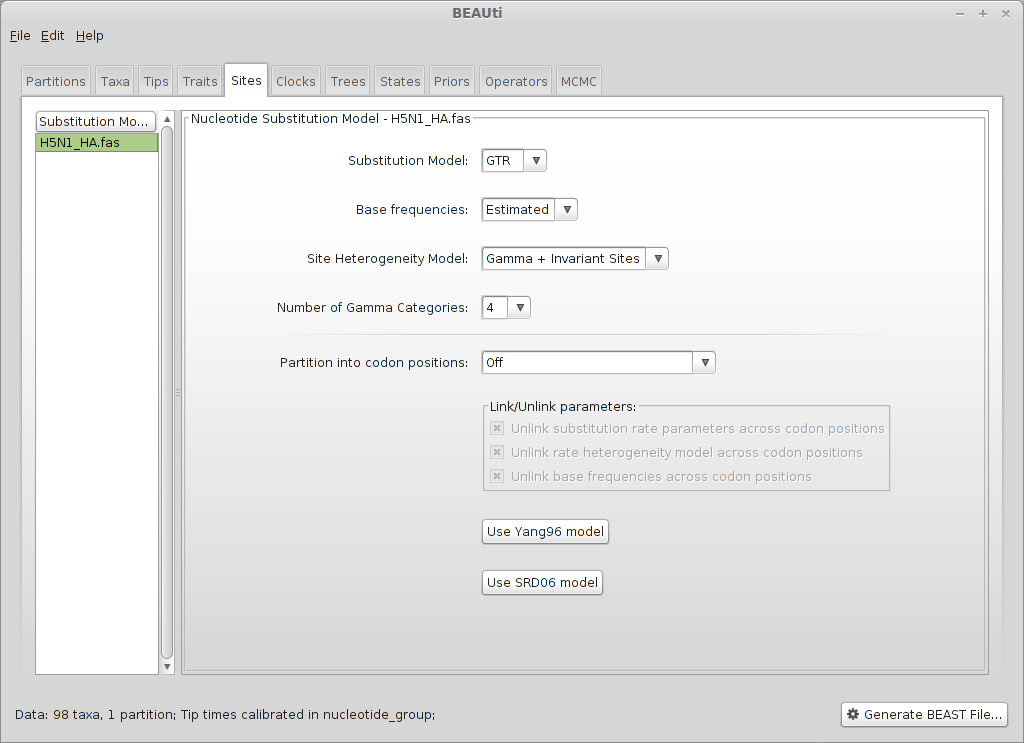 BEAUti
File Edit Help
Partitions Taxa Tips Traits Sites Clocks Trees States Priors Operators MCMC
Substitution Mo...
H5N1_HA.fas
Nucleotide Substitution Model - H5N1_HA.fas
Substitution Model: GTR
Base frequencies: Estimated
Site Heterogeneity Model: Gamma + Invariant Sites
Number of Gamma Categories: 4
Partition into codon positions: Off
Link/Unlink parameters:
Unlink substitution rate parameters across codon positions
Unlink rate heterogeneity model across codon positions
Unlink base frequencies across codon positions
Use Yang96 model
Use SRD06 model
Data: 98 taxa, 1 partition; Tip times calibrated in nucleotide_group;
Generate BEAST File...